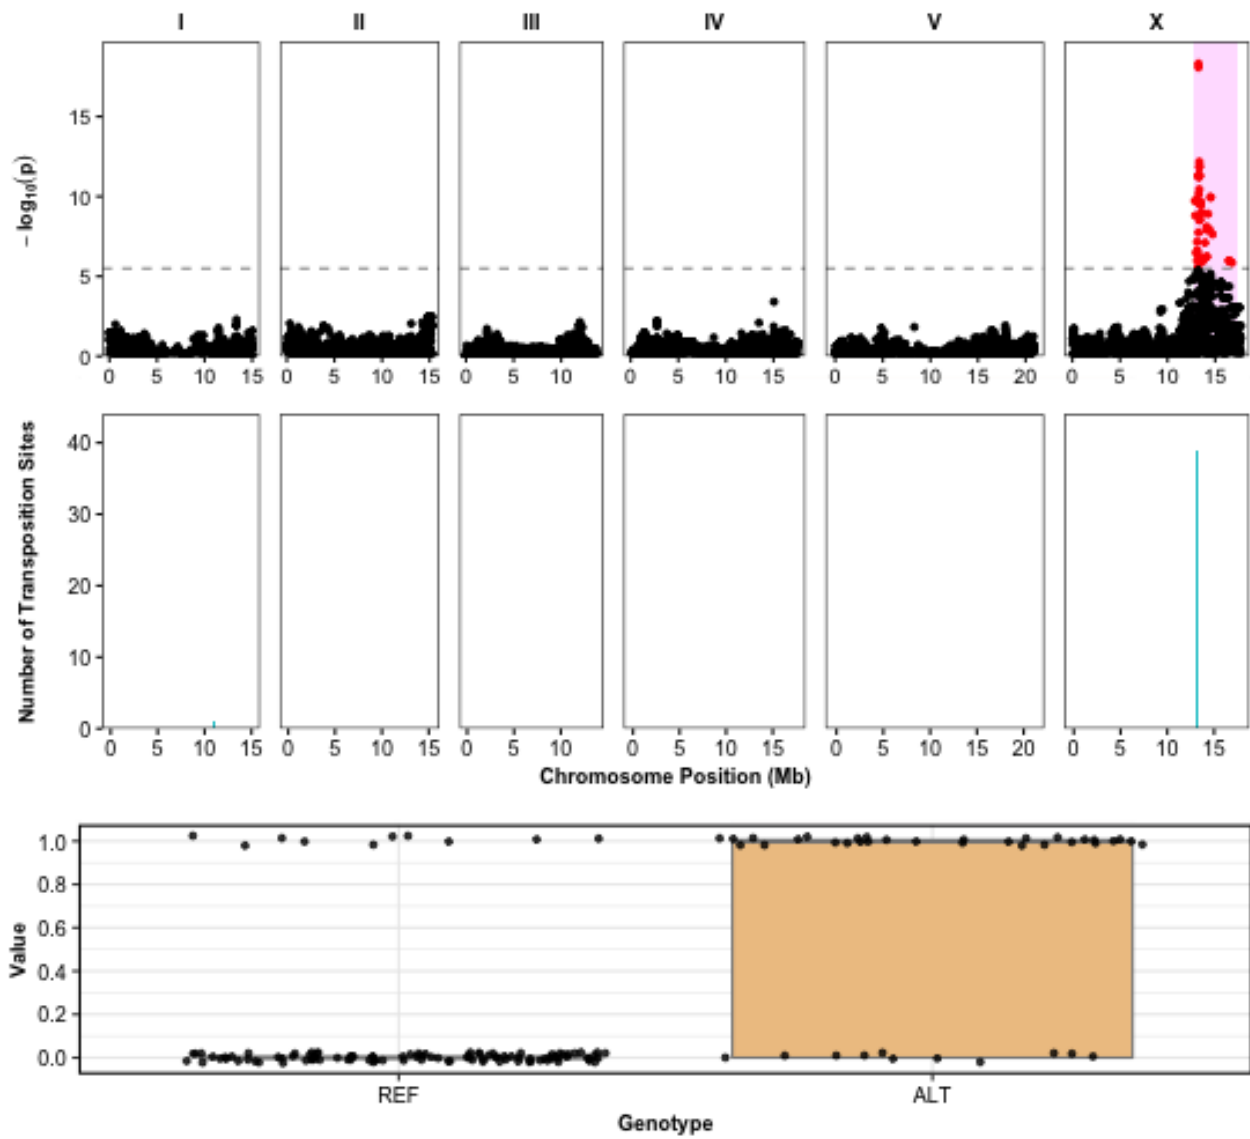 I II III IV V X
− log₁₀(p)
15
10
5
0
0 5 10 15 0 5 10 15 0 5 10 0 5 10 15 0 5 10 15 20 0 5 10 15
Number of Transposition Sites
40
30
20
10
0
0 5 10 15 0 5 10 15 0 5 10 0 5 10 15 0 5 10 15 20 0 5 10 15
Chromosome Position (Mb)
Value
1.0
0.8
0.6
0.4
0.2
0.0
REF ALT
Genotype